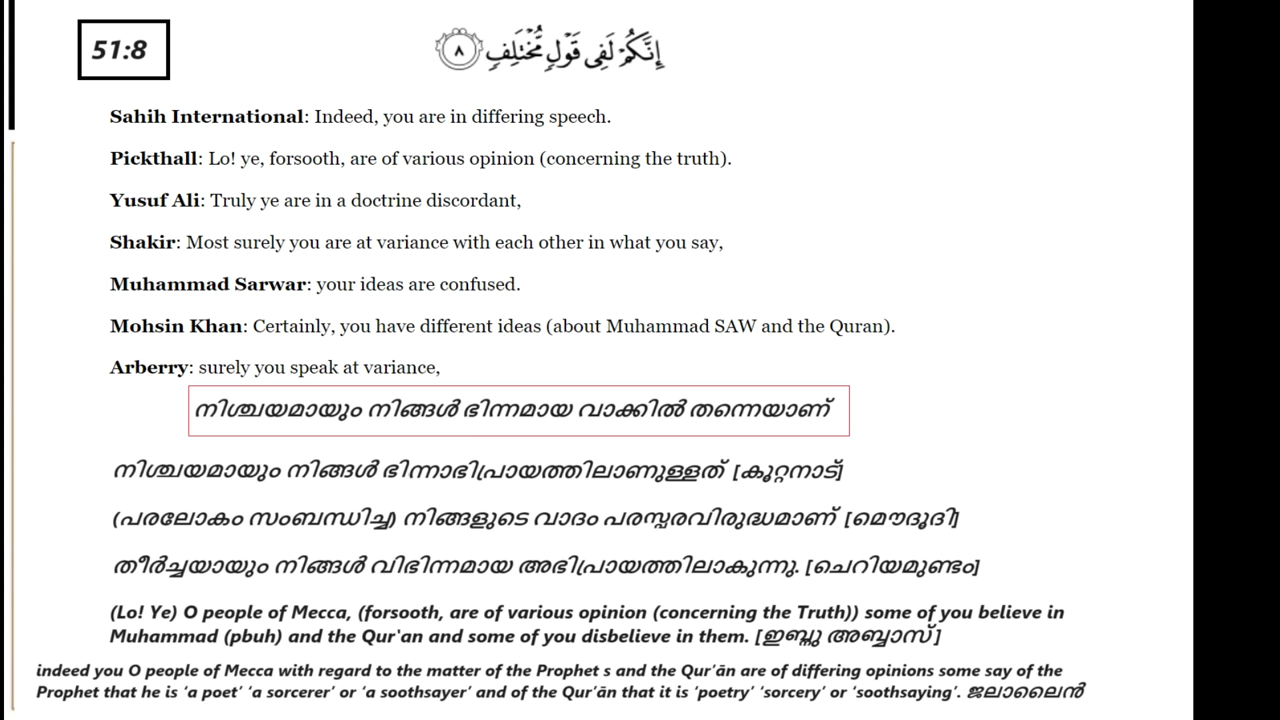 51:8
إِنَّكُمْ لَفِى قَوْلٍ مُّخْتَلِفٍ ٨
Sahih International: Indeed, you are in differing speech.
Pickthall: Lo! ye, forsooth, are of various opinion (concerning the truth).
Yusuf Ali: Truly ye are in a doctrine discordant,
Shakir: Most surely you are at variance with each other in what you say,
Muhammad Sarwar: your ideas are confused.
Mohsin Khan: Certainly, you have different ideas (about Muhammad SAW and the Quran).
Arberry: surely you speak at variance,
നിശ്ചയമായും നിങ്ങൾ ഭിന്നമായ വാക്കിൽ തന്നെയാണ്
നിശ്ചയമായും നിങ്ങൾ ഭിന്നാഭിപ്രായത്തിലാണുള്ളത് [കൂറ്റനാട്]
(പരലോകം സംബന്ധിച്ച) നിങ്ങളുടെ വാദം പരസ്പരവിരുദ്ധമാണ് [മൌദൂദി]
തീർച്ചയായും നിങ്ങൾ വിഭിന്നമായ അഭിപ്രായത്തിലാകുന്നു. [ചെറിയമുണ്ടം]
(Lo! Ye) O people of Mecca, (forsooth, are of various opinion (concerning the Truth)) some of you believe in
Muhammad (pbuh) and the Qur'an and some of you disbelieve in them. [ഇബ്നു അബ്ബാസ്]
indeed you O people of Mecca with regard to the matter of the Prophet s and the Qur’ān are of differing opinions some say of the
Prophet that he is ‘a poet’ ‘a sorcerer’ or ‘a soothsayer’ and of the Qur’ān that it is ‘poetry’ ‘sorcery’ or ‘soothsaying’. ജലാലൈൻ